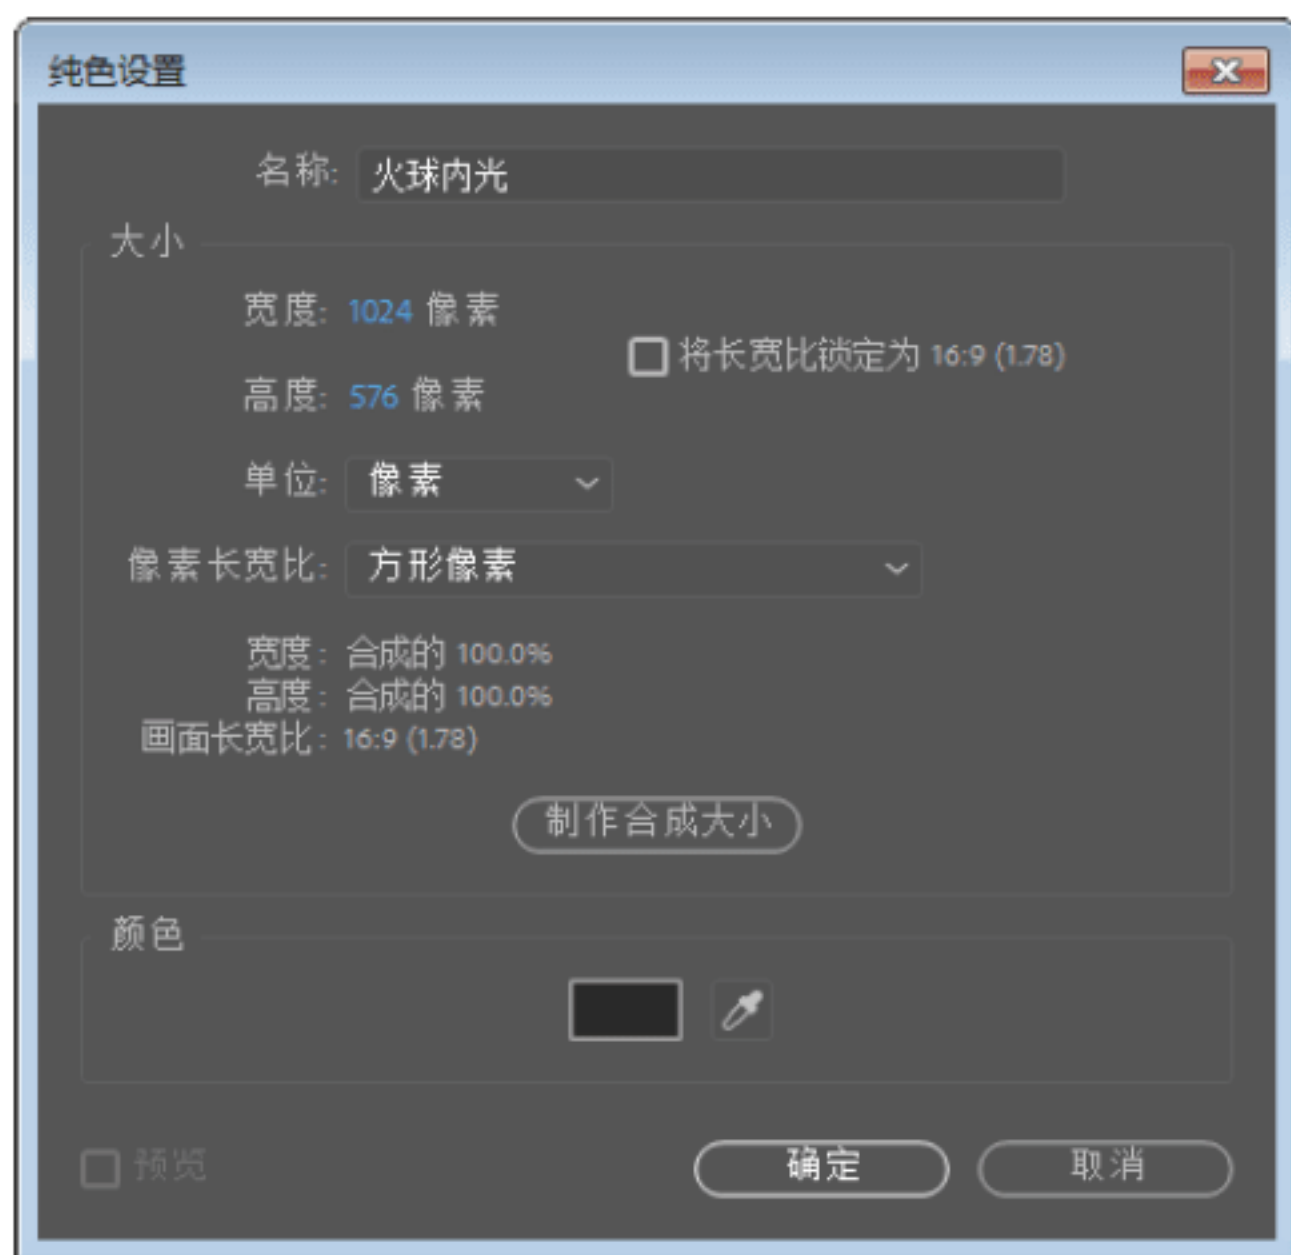 纯色设置
名称: 火球内光
大小
宽度: 1024 像素
将长宽比锁定为 16:9 (1.78)
高度: 576 像素
单位: 像素
像素长宽比: 方形像素
宽度: 合成的 100.0%
高度: 合成的 100.0%
画面长宽比: 16:9 (1.78)
制作合成大小
颜色
预览
确定
取消